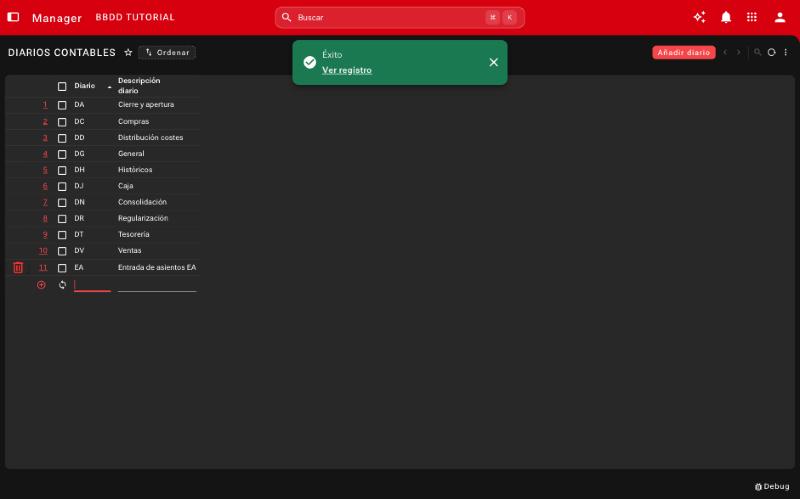 Manager BBDD TUTORIAL Buscar ⌘ K
DIARIOS CONTABLES Ordenar Añadir diario
Éxito
Ver registro
Diario Descripción diario
1 DA Cierre y apertura
2 DC Compras
3 DD Distribución costes
4 DG General
5 DH Históricos
6 DJ Caja
7 DN Consolidación
8 DR Regularización
9 DT Tesorería
10 DV Ventas
11 EA Entrada de asientos EA
Debug